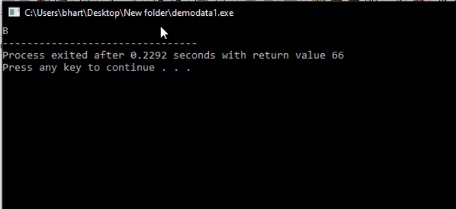 C:\Users\bhart\Desktop\New folder\demodata1.exe
B
--------------------------------
Process exited after 0.2292 seconds with return value 66
Press any key to continue . . .